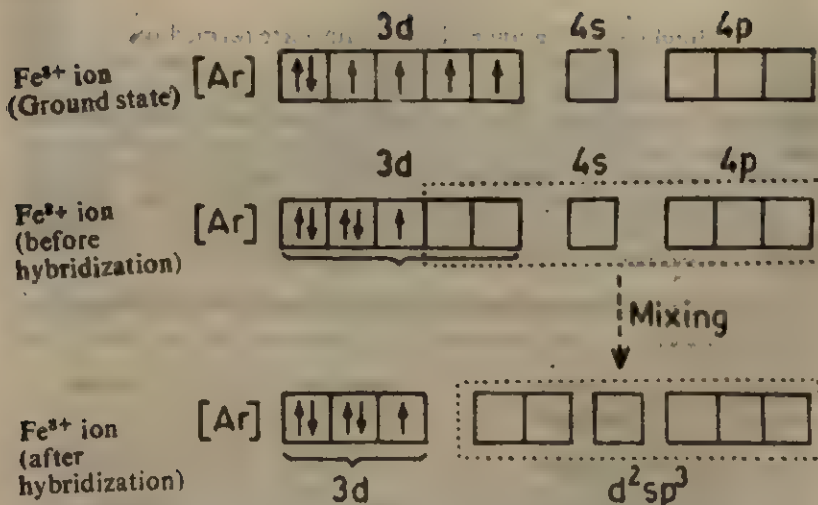 3d 4s 4p
Fe³⁺ ion [Ar]
(Ground state)
3d 4s 4p
Fe³⁺ ion [Ar]
(before
hybridization)
Mixing
Fe³⁺ ion [Ar]
(after
hybridization)
3d d²sp³